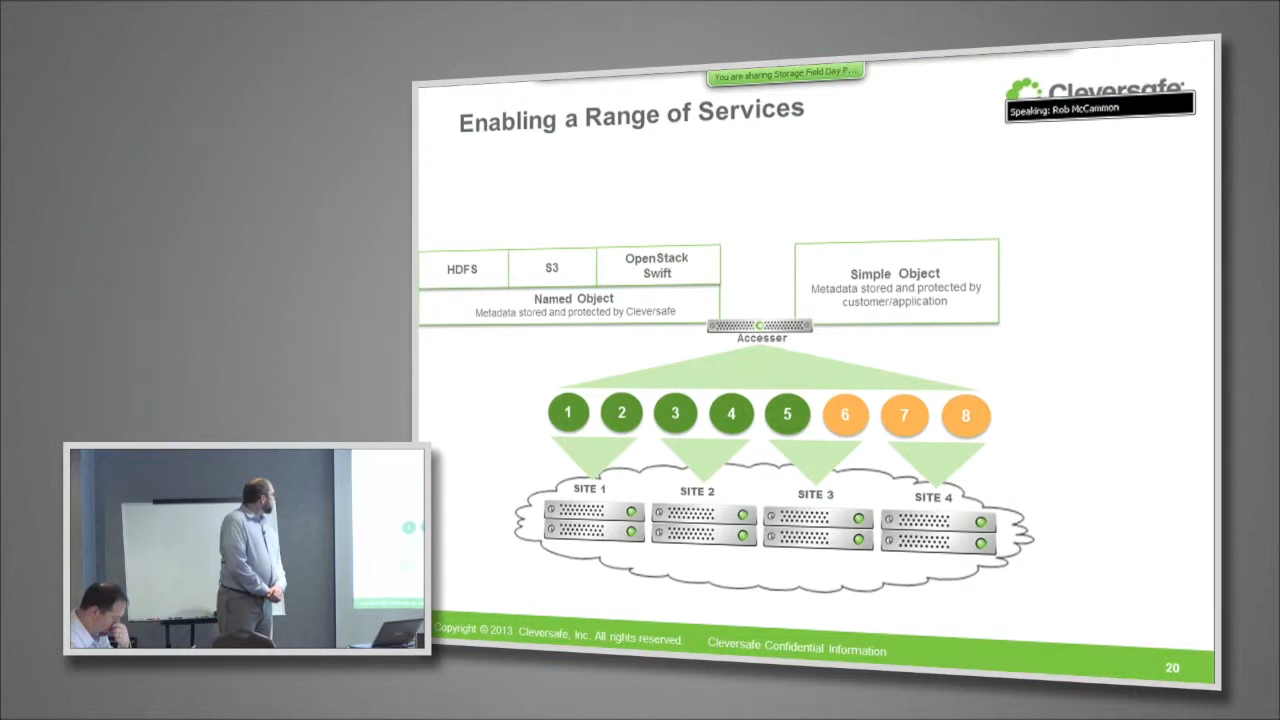 You are sharing Storage Field Day P...
Cleversafe
Speaking: Rob McCammon
Enabling a Range of Services
HDFS
S3
OpenStack
Swift
Named Object
Metadata stored and protected by Cleversafe
Simple Object
Metadata stored and protected by
customer/application
Accesser
1 2 3 4 5 6 7 8
SITE 1
SITE 2
SITE 3
SITE 4
Copyright © 2013 Cleversafe, Inc. All rights reserved.
Cleversafe Confidential Information
20